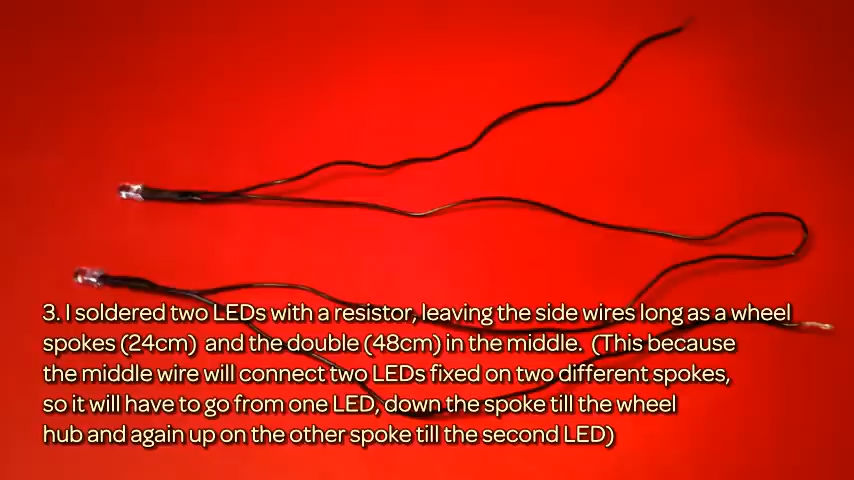 3. I soldered two LEDs with a resistor, leaving the side wires long as a wheel
spokes (24cm) and the double (48cm) in the middle. (This because
the middle wire will connect two LEDs fixed on two different spokes,
so it will have to go from one LED, down the spoke till the wheel
hub and again up on the other spoke till the second LED)